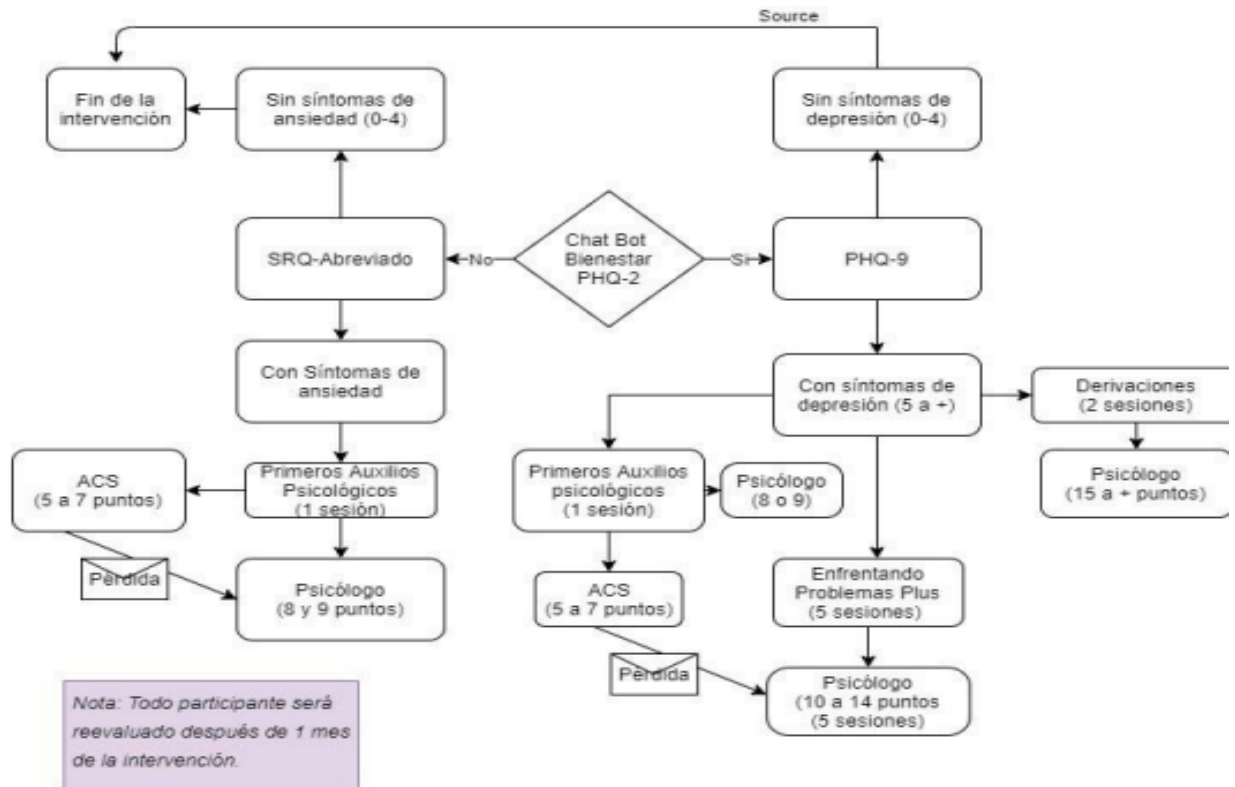 Source
Fin de la
intervención
Sin síntomas de
ansiedad (0-4)
Sin síntomas de
depresión (0-4)
SRQ-Abreviado
No
Chat Bot
Bienestar
PHQ-2
Si
PHQ-9
Con Síntomas de
ansiedad
Con síntomas de
depresión (5 a +)
Derivaciones
(2 sesiones)
ACS
(5 a 7 puntos)
Primeros Auxilios
Psicológicos
(1 sesión)
Primeros Auxilios
psicológicos
(1 sesión)
Psicólogo
(8 o 9)
Psicólogo
(15 a + puntos)
Pérdida
Psicólogo
(8 y 9 puntos)
ACS
(5 a 7 puntos)
Enfrentando
Problemas Plus
(5 sesiones)
Pérdida
Psicólogo
(10 a 14 puntos
(5 sesiones)
Nota: Todo participante será
reevaluado después de 1 mes
de la intervención.